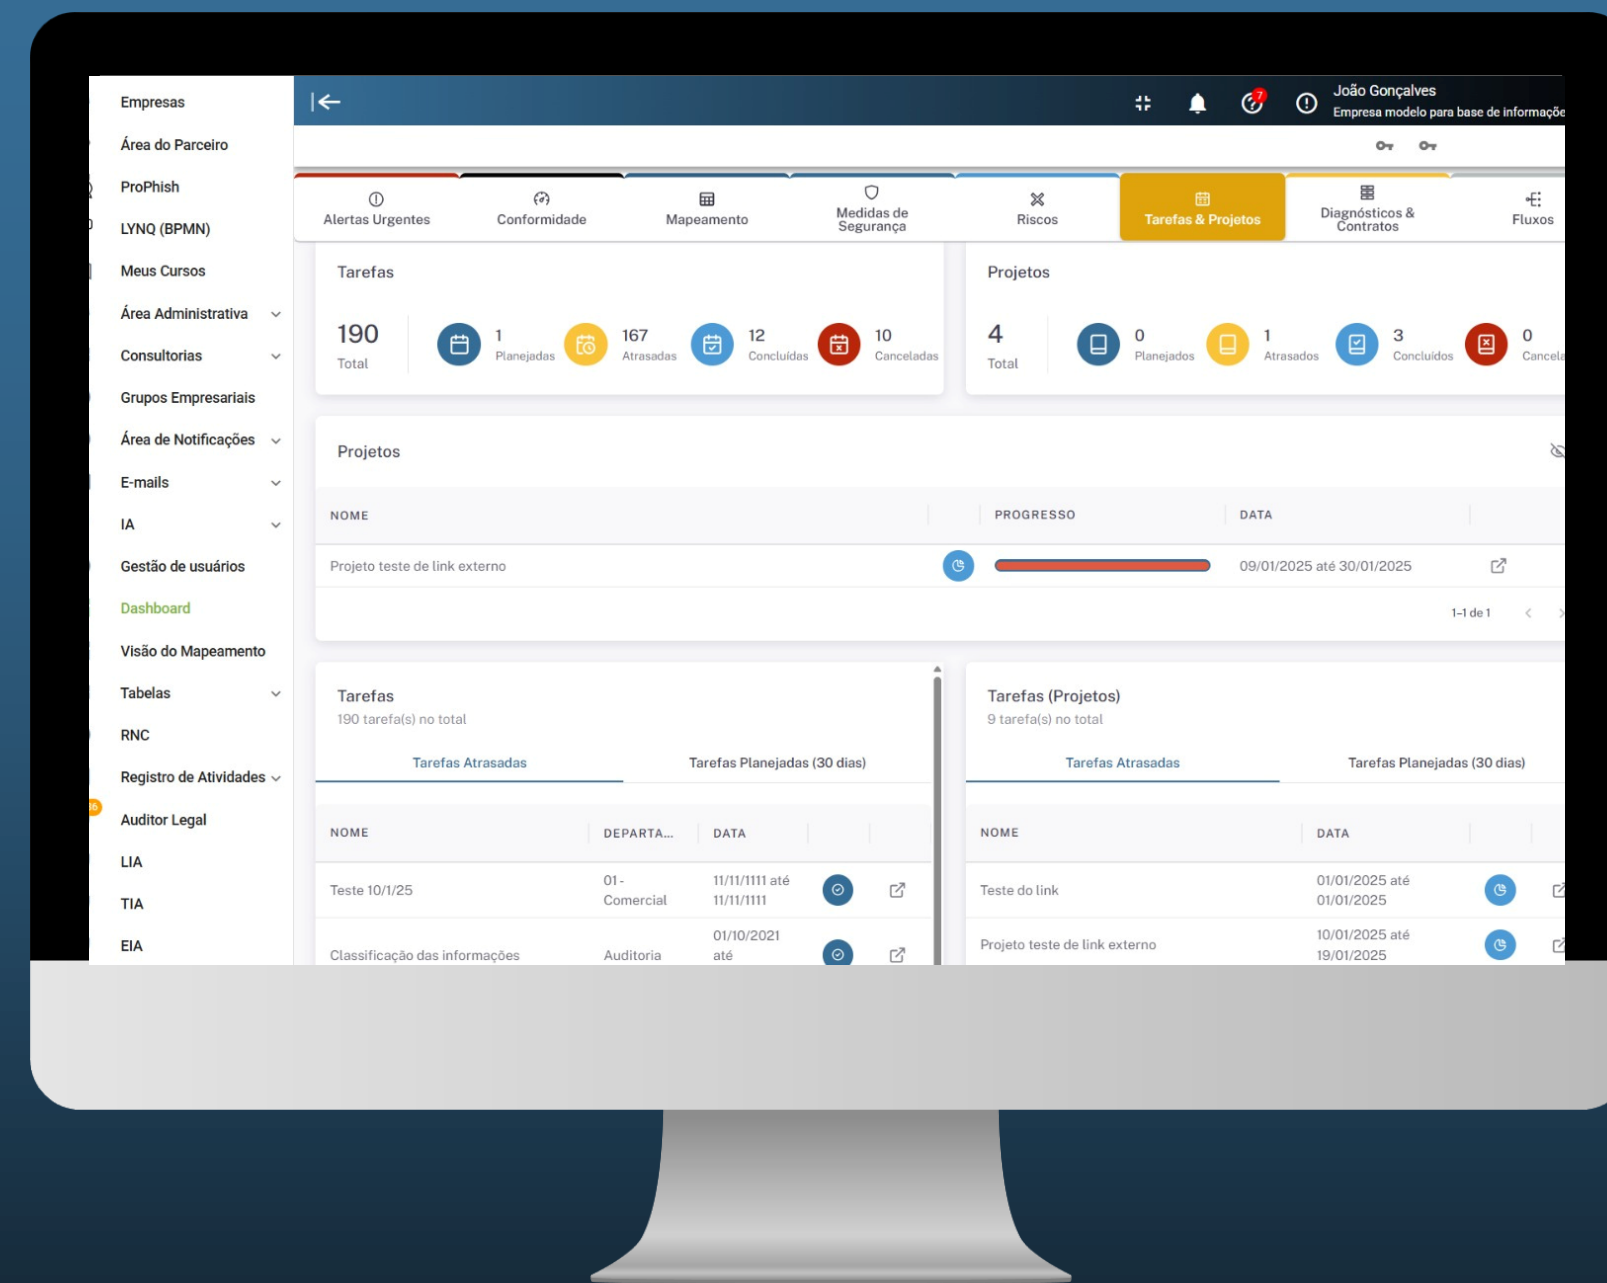 Empresas
Área do Parceiro
ProPhish
LYNQ (BPMN)
Meus Cursos
Área Administrativa
Consultorias
Grupos Empresariais
Área de Notificações
E-mails
IA
Gestão de usuários
Dashboard
Visão do Mapeamento
Tabelas
RNC
Registro de Atividades
Auditor Legal
LIA
TIA
EIA
7
João Gonçalves
Empresa modelo para base de informaçõe
Alertas Urgentes
Conformidade
Mapeamento
Medidas de
Segurança
Riscos
Tarefas & Projetos
Diagnósticos &
Contratos
Fluxos
Tarefas
190
Total
1
Planejadas
167
Atrasadas
12
Concluídas
10
Canceladas
Projetos
4
Total
0
Planejados
1
Atrasados
3
Concluídos
0
Cancela
Projetos
NOME PROGRESSO DATA
Projeto teste de link externo 09/01/2025 até 30/01/2025
1-1 de 1
Tarefas
190 tarefa(s) no total
Tarefas Atrasadas Tarefas Planejadas (30 dias)
NOME DEPARTA... DATA
Teste 10/1/25 01 - Comercial 11/11/1111 até 11/11/1111
Classificação das informações Auditoria 01/10/2021 até
Tarefas (Projetos)
9 tarefa(s) no total
Tarefas Atrasadas Tarefas Planejadas (30 dias)
NOME DATA
Teste do link 01/01/2025 até 01/01/2025
Projeto teste de link externo 10/01/2025 até 19/01/2025